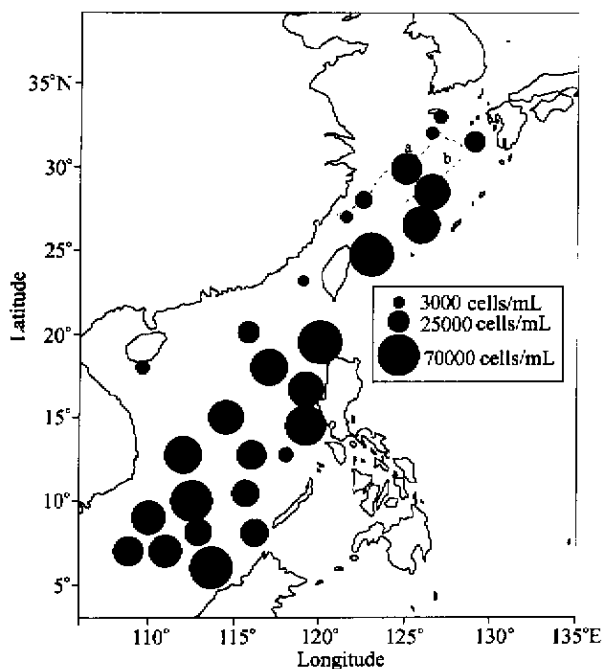 35°N
30°
25°
20°
15°
10°
5°
Latitude
a
b
3000 cells/mL
25000 cells/mL
70000 cells/mL
110° 115° 120° 125° 130° 135°E
Longitude